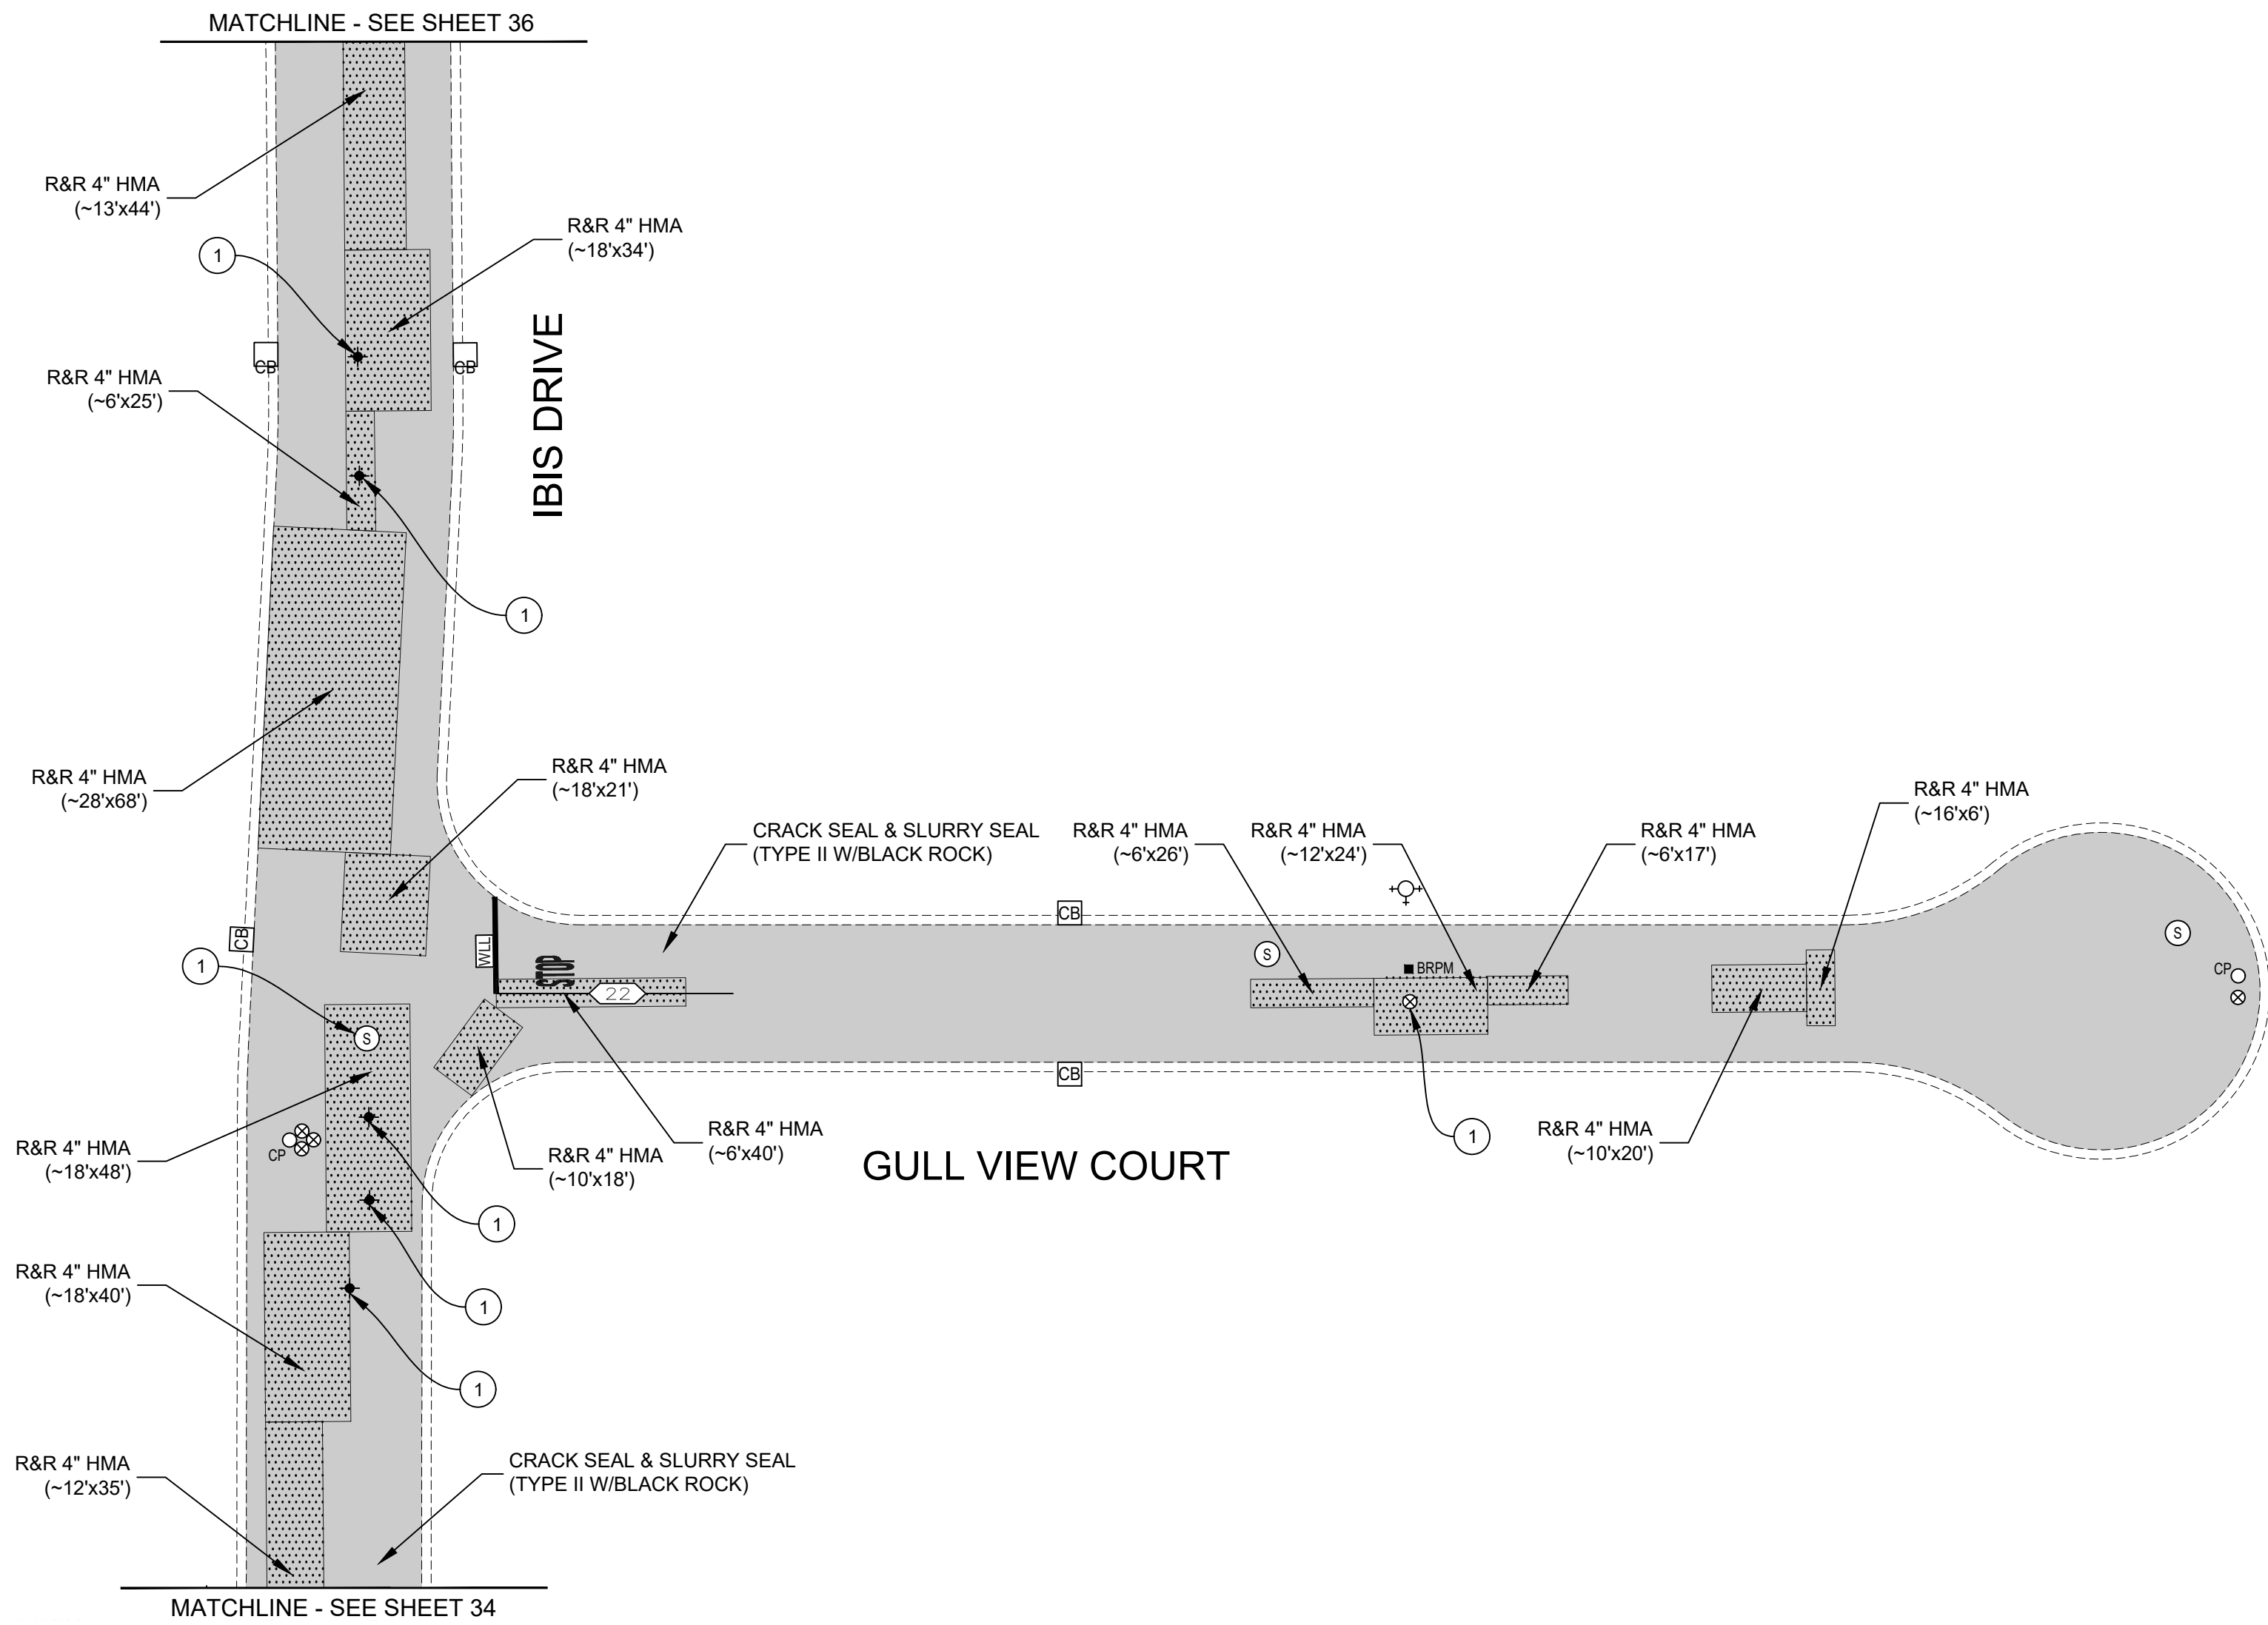 MATCHLINE - SEE SHEET 36
R&R 4" HMA
(~13'x44')
R&R 4" HMA
(~18'x34')
1
CB
CB
IBIS DRIVE
R&R 4" HMA
(~6'x25')
1
R&R 4" HMA
(~28'x68')
R&R 4" HMA
(~18'x21')
CRACK SEAL & SLURRY SEAL
(TYPE II W/BLACK ROCK)
R&R 4" HMA
(~6'x26')
R&R 4" HMA
(~12'x24')
R&R 4" HMA
(~6'x17')
R&R 4" HMA
(~16'x6')
CB
CB
WLL
STOP
22
S
BRPM
S
CP
1
S
CB
1
R&R 4" HMA
(~10'x20')
R&R 4" HMA
(~6'x40')
R&R 4" HMA
(~10'x18')
GULL VIEW COURT
CP
R&R 4" HMA
(~18'x48')
1
1
R&R 4" HMA
(~18'x40')
1
R&R 4" HMA
(~12'x35')
CRACK SEAL & SLURRY SEAL
(TYPE II W/BLACK ROCK)
MATCHLINE - SEE SHEET 34